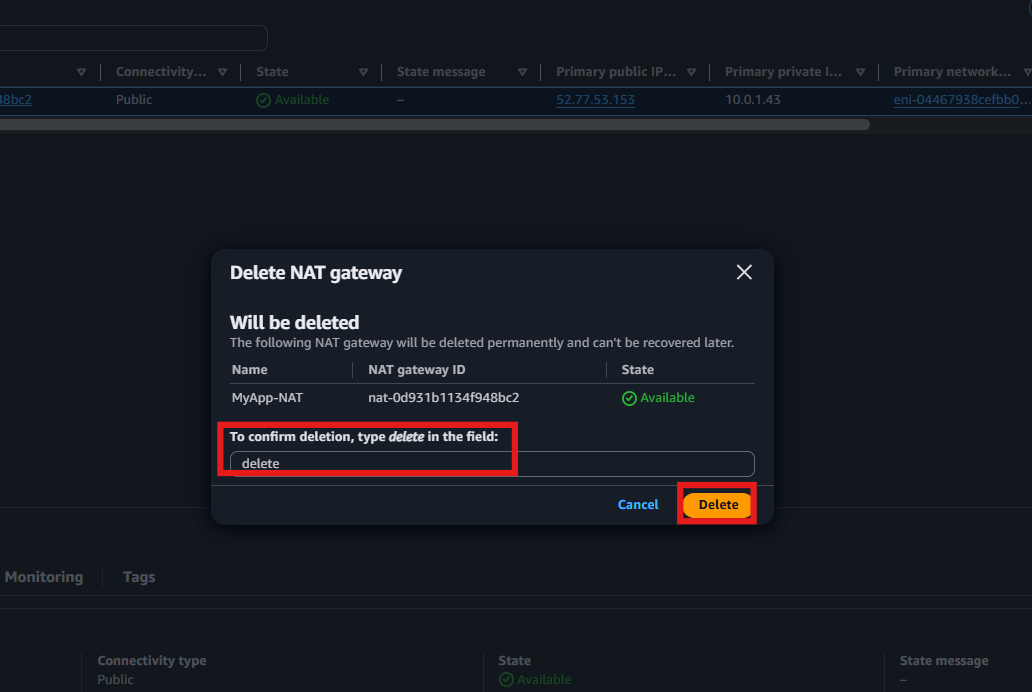 Connectivity... State State message Primary public IP... Primary private I... Primary network...
48bc2 Public Available – 52.77.53.153 10.0.1.43 eni-04467938cefbb0...
Delete NAT gateway
Will be deleted
The following NAT gateway will be deleted permanently and can't be recovered later.
Name NAT gateway ID State
MyApp-NAT nat-0d931b1134f948bc2 Available
To confirm deletion, type delete in the field:
delete
Cancel Delete
Monitoring Tags
Connectivity type State State message
Public Available –